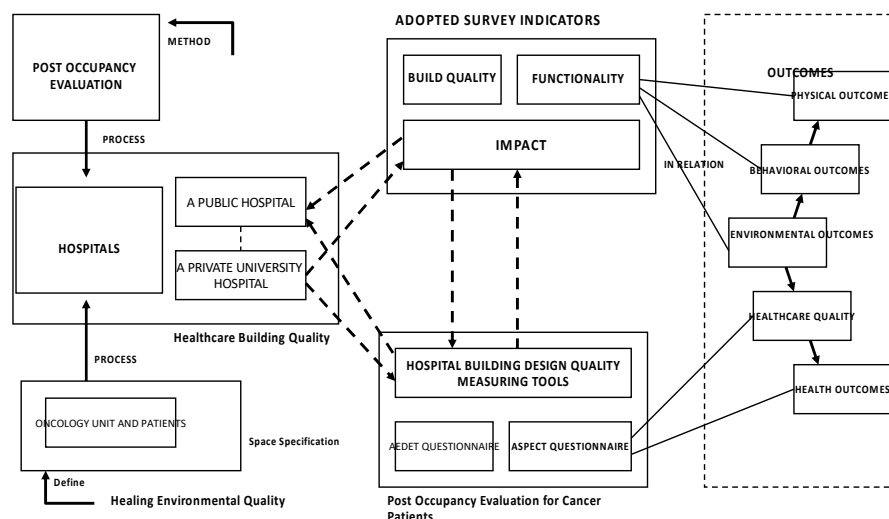 ADOPTED SURVEY INDICATORS
METHOD
POST OCCUPANCY
EVALUATION
PROCESS
BUILD QUALITY
FUNCTIONALITY
IMPACT
OUTCOMES
PHYSICAL OUTCOME
IN RELATION
BEHAVIORAL OUTCOMES
ENVIRONMENTAL OUTCOMES
HEALTHCARE QUALITY
HEALTH OUTCOMES
HOSPITALS
A PUBLIC HOSPITAL
A PRIVATE UNIVERSITY
HOSPITAL
Healthcare Building Quality
PROCESS
ONCOLOGY UNIT AND PATIENTS
Space Specification
Define
Healing Environmental Quality
HOSPITAL BUILDING DESIGN QUALITY
MEASURING TOOLS
AEDET QUESTIONNAIRE
ASPECT QUESTIONNAIRE
Post Occupancy Evaluation for Cancer
Patients